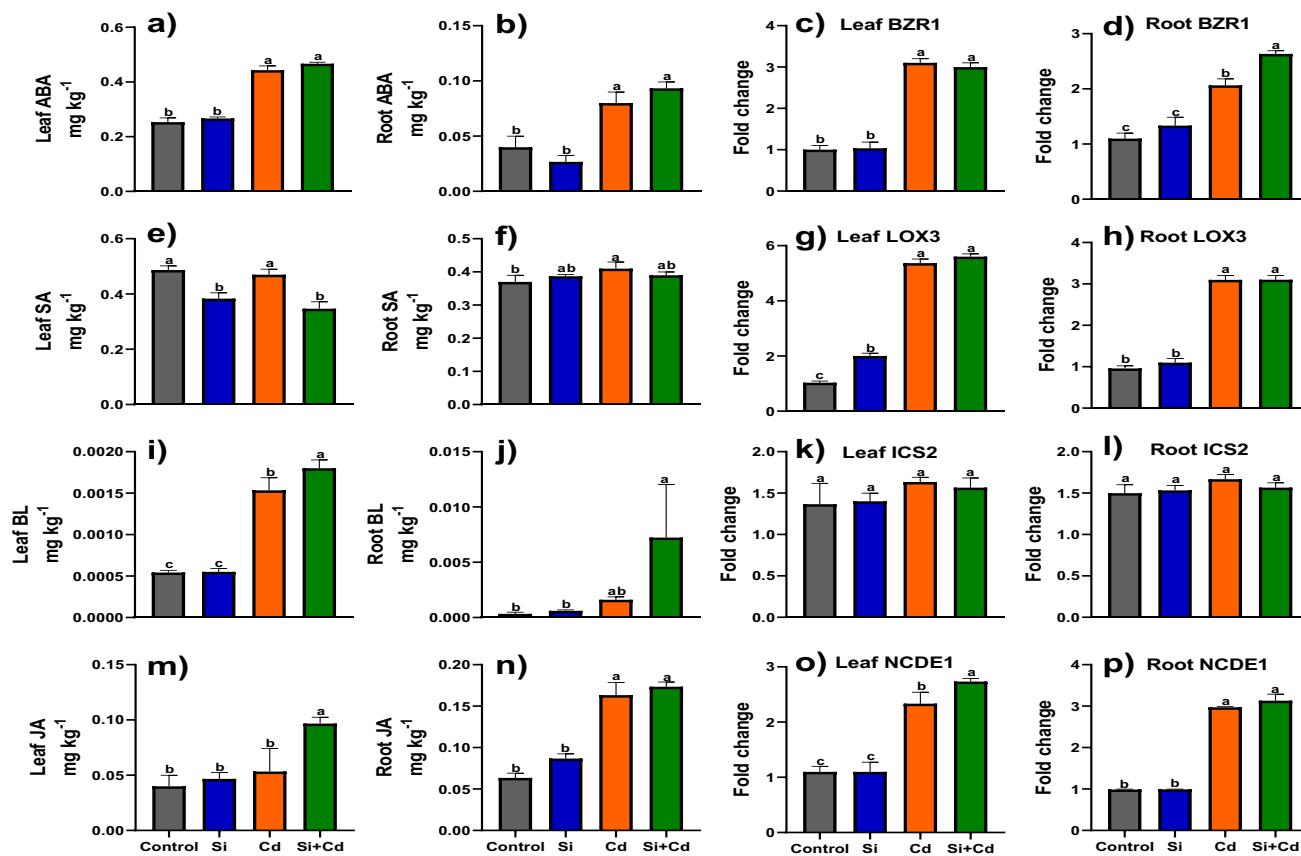 a)
Leaf ABA
mg kg-1
0.6
0.4
0.2
0.0
b
b
a
a
b)
Root ABA
mg kg-1
0.15
0.10
0.05
0.00
b
b
a
a
c) Leaf BZR1
Fold change
4
3
2
1
0
b
b
a
a
d) Root BZR1
Fold change
3
2
1
0
c
c
b
a
e)
Leaf SA
mg kg-1
0.6
0.4
0.2
0.0
a
b
a
b
f)
Root SA
mg kg-1
0.5
0.4
0.3
0.2
0.1
0.0
b
ab
a
ab
g) Leaf LOX3
Fold change
6
4
2
0
c
b
a
a
h) Root LOX3
Fold change
4
3
2
1
0
b
b
a
a
i)
Leaf BL
mg kg-1
0.0020
0.0015
0.0010
0.0005
0.0000
c
c
b
a
j)
Root BL
mg kg-1
0.015
0.010
0.005
0.000
b
b
ab
a
k) Leaf ICS2
Fold change
2.0
1.5
1.0
0.5
0.0
a
a
a
a
l) Root ICS2
Fold change
2.0
1.5
1.0
0.5
0.0
a
a
a
a
m)
Leaf JA
mg kg-1
0.15
0.10
0.05
0.00
b
b
b
a
Control Si Cd Si+Cd
n)
Root JA
mg kg-1
0.20
0.15
0.10
0.05
0.00
b
b
a
a
Control Si Cd Si+Cd
o) Leaf NCDE1
Fold change
3
2
1
0
c
c
b
a
Control Si Cd Si+Cd
p) Root NCDE1
Fold change
4
3
2
1
0
b
b
a
a
Control Si Cd Si+Cd